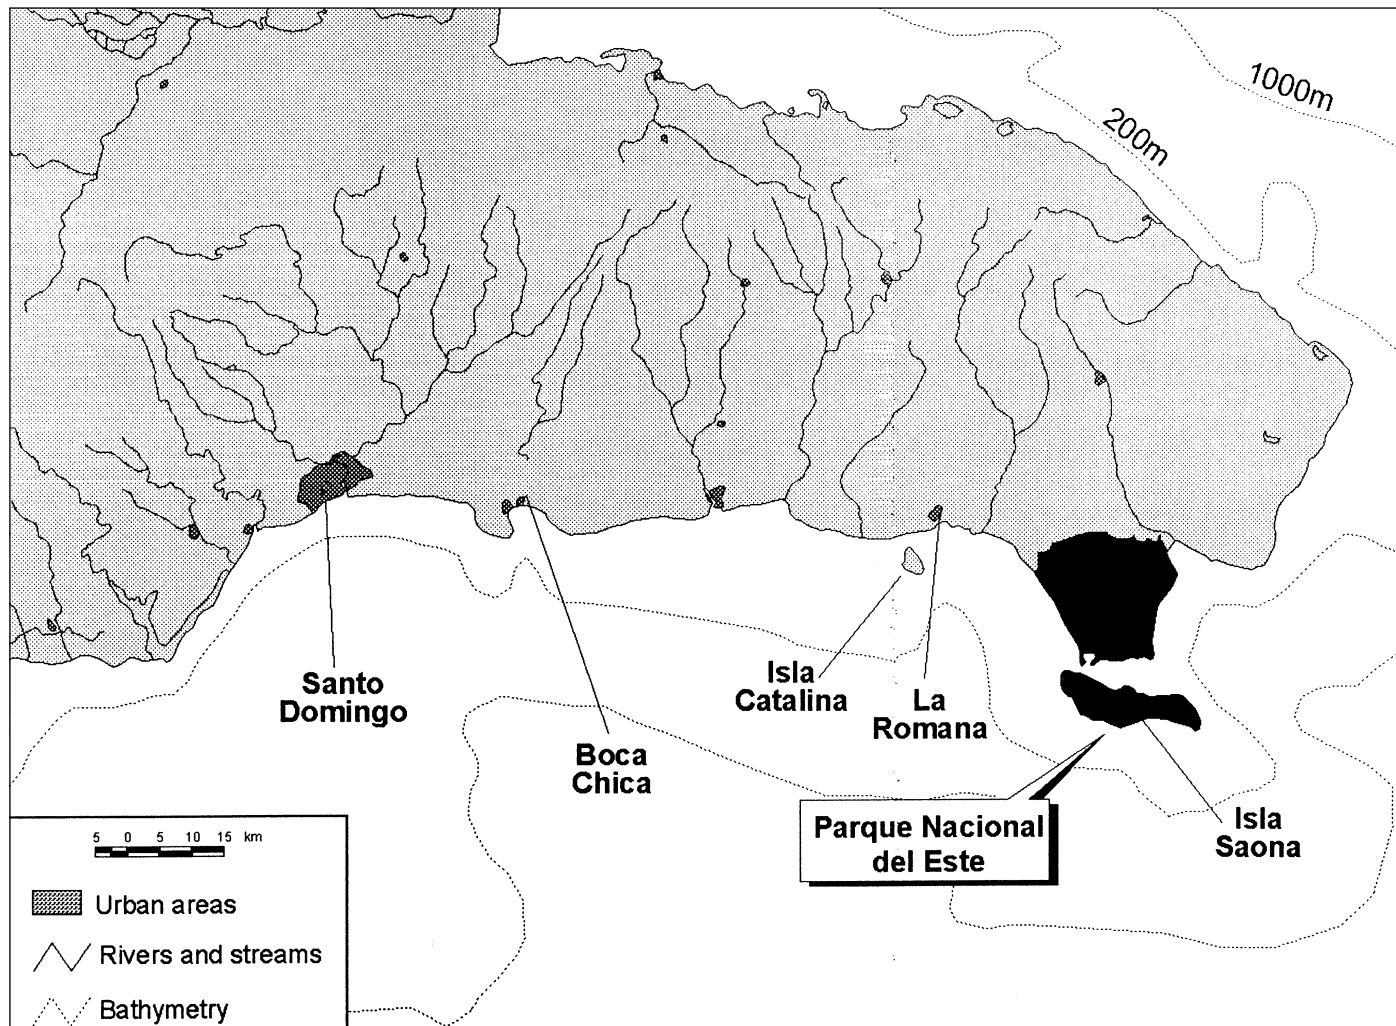 1000m
200m
Santo
Domingo
Boca
Chica
Isla
Catalina
La
Romana
Parque Nacional
del Este
Isla
Saona
5 0 5 10 15 km
Urban areas
Rivers and streams
Bathymetry